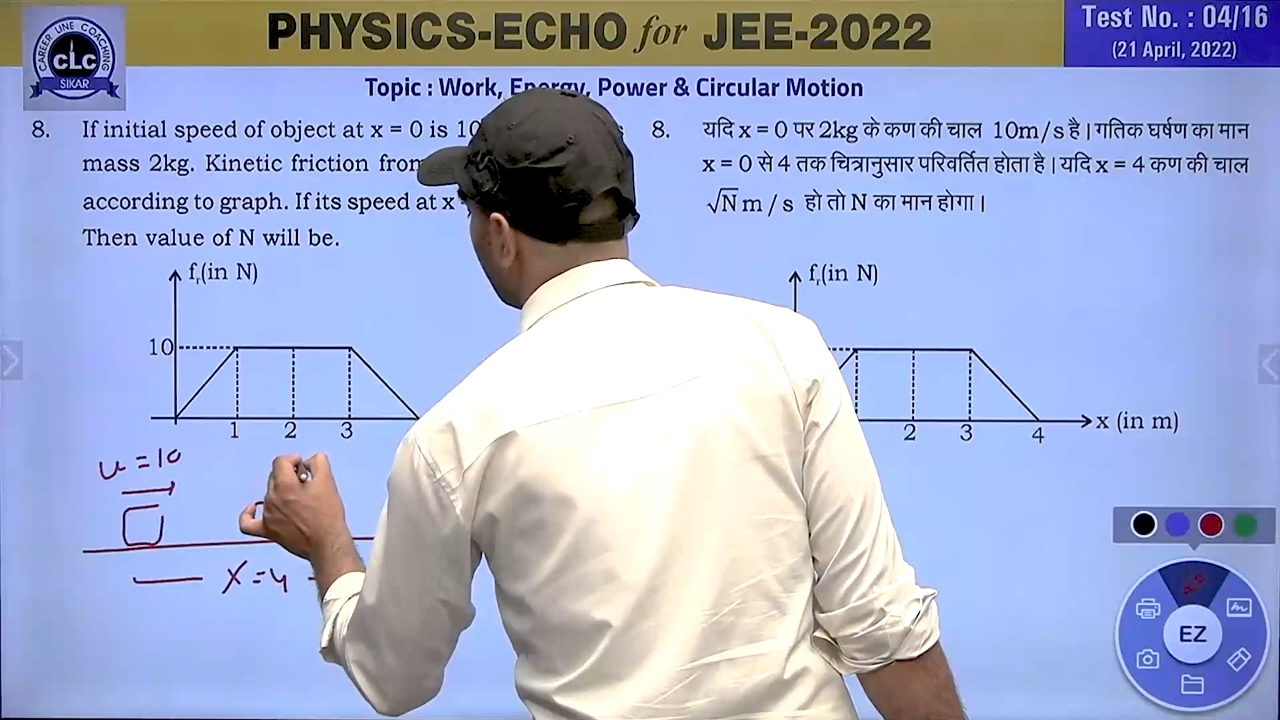 CAREER LINE COACHING
CLC
SIKAR
PHYSICS-ECHO for JEE-2022
Test No. : 04/16
(21 April, 2022)
Topic : Work, Energy, Power & Circular Motion
8. If initial speed of object at x = 0 is 10
mass 2kg. Kinetic friction from
according to graph. If its speed at x
Then value of N will be.
fr(in N)
10
1 2 3
u = 10
x = 4
8. यदि x = 0 पर 2kg के कण की चाल 10m/s है। गतिक घर्षण का मान
x = 0 से 4 तक चित्रानुसार परिवर्तित होता है। यदि x = 4 कण की चाल
√N m / s हो तो N का मान होगा।
fr(in N)
x (in m)
2 3 4
EZ